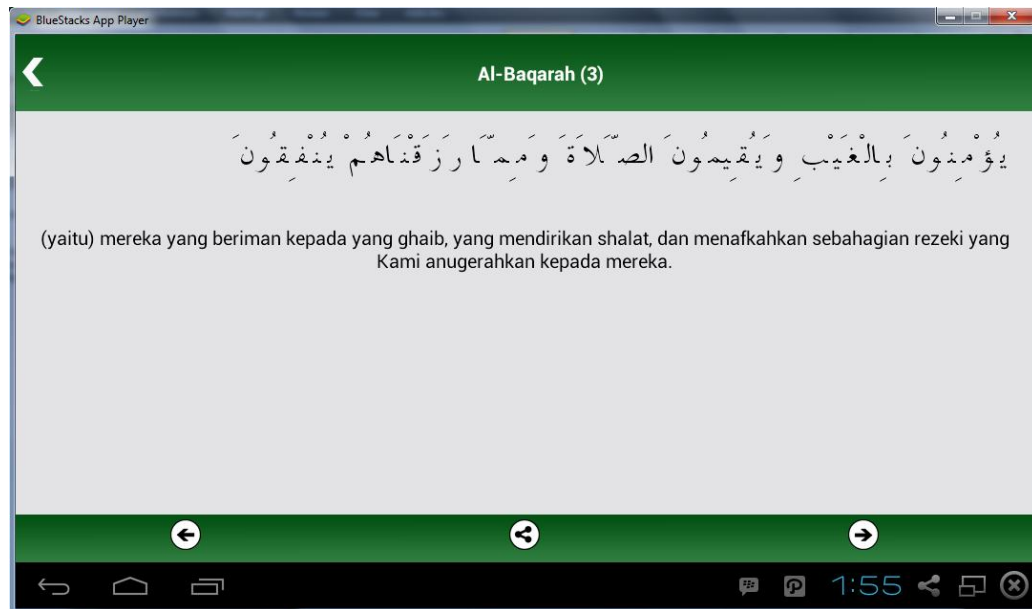 BlueStacks App Player
Al-Baqarah (3)
يُؤْمِنُونَ بِالْغَيْبِ وَيُقِيمُونَ الصَّلَاةَ وَمِمَّا رَزَقْنَاهُمْ يُنْفِقُونَ
(yaitu) mereka yang beriman kepada yang ghaib, yang mendirikan shalat, dan menafkahkan sebahagian rezeki yang
Kami anugerahkan kepada mereka.
1:55